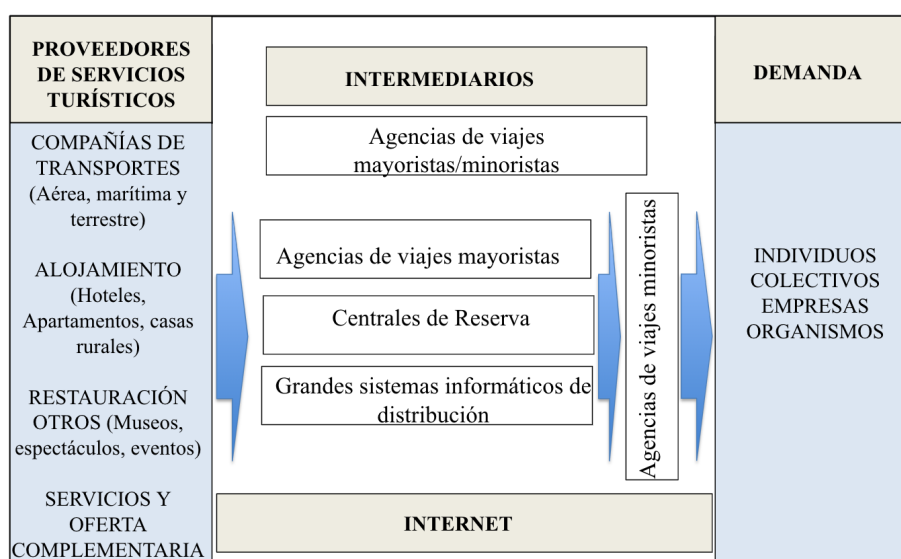 PROVEEDORES
DE SERVICIOS
TURÍSTICOS
COMPAÑÍAS DE
TRANSPORTES
(Aérea, marítima y
terrestre)
ALOJAMIENTO
(Hoteles,
Apartamentos, casas
rurales)
RESTAURACIÓN
OTROS (Museos,
espectáculos, eventos)
SERVICIOS Y
OFERTA
COMPLEMENTARIA
INTERMEDIARIOS
Agencias de viajes
mayoristas/minoristas
Agencias de viajes mayoristas
Centrales de Reserva
Grandes sistemas informáticos de
distribución
Agencias de viajes minoristas
INTERNET
DEMANDA
INDIVIDUOS
COLECTIVOS
EMPRESAS
ORGANISMOS